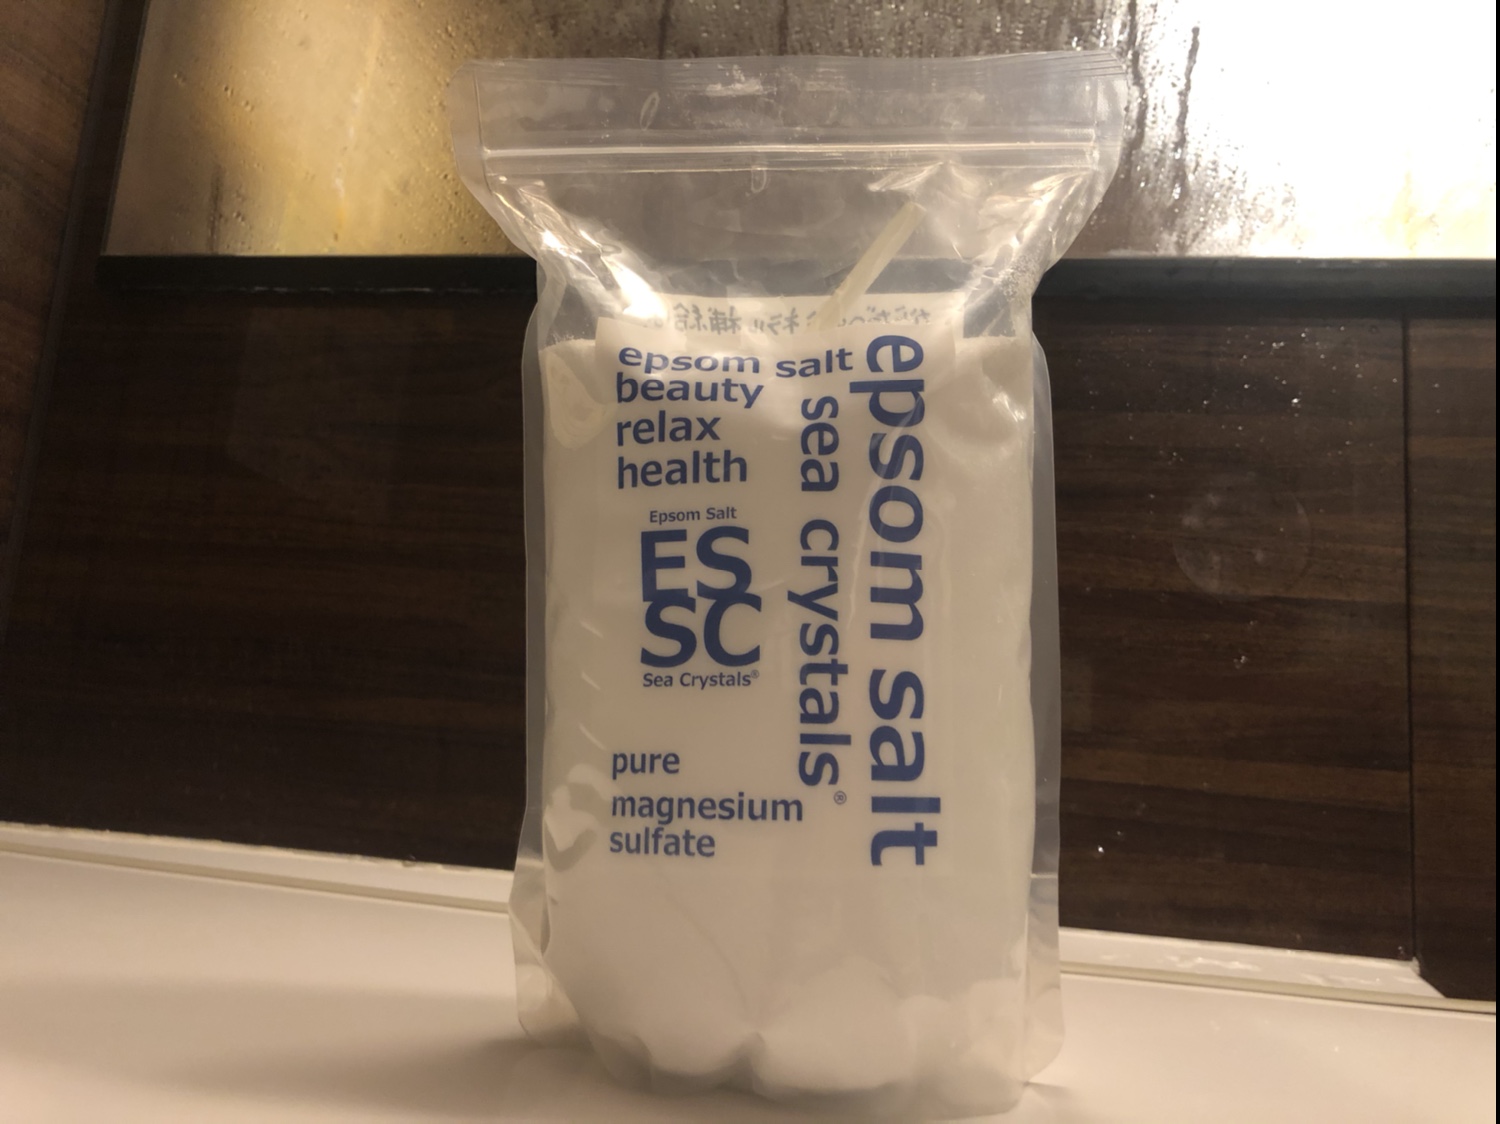 epsom salt
beauty
relax
health
Epsom Salt
ES
SC
Sea Crystals®
pure
magnesium
sulfate
sea crystals®
epsom salt